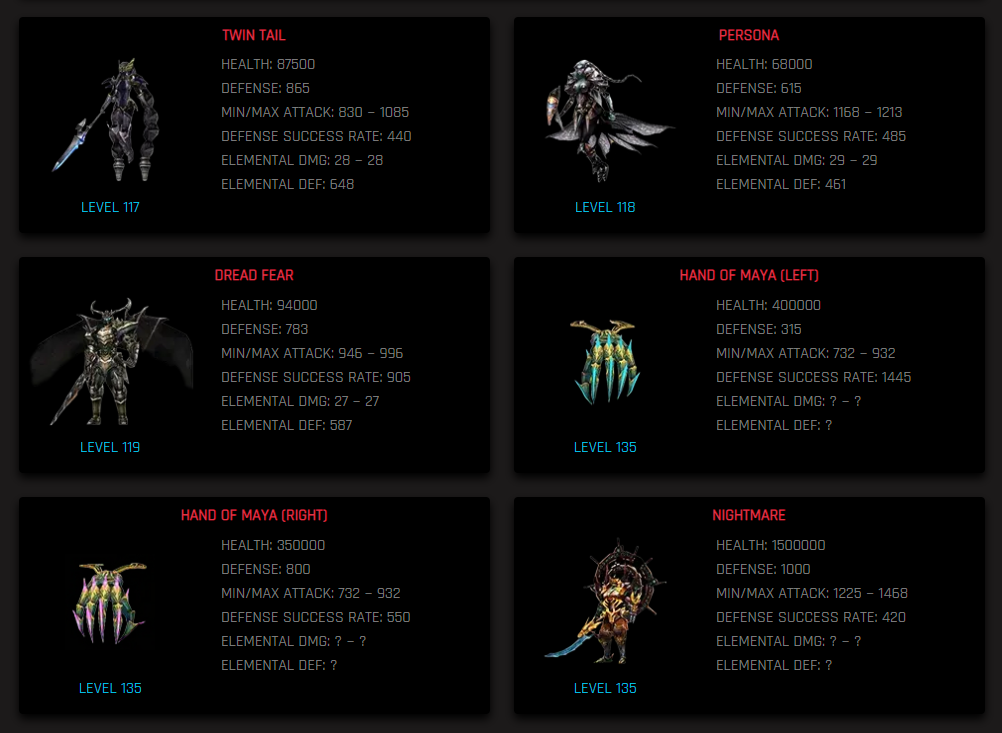 TWIN TAIL
HEALTH: 87500
DEFENSE: 865
MIN/MAX ATTACK: 830 – 1085
DEFENSE SUCCESS RATE: 440
ELEMENTAL DMG: 28 – 28
ELEMENTAL DEF: 648
LEVEL 117
PERSONA
HEALTH: 68000
DEFENSE: 615
MIN/MAX ATTACK: 1168 – 1213
DEFENSE SUCCESS RATE: 485
ELEMENTAL DMG: 29 – 29
ELEMENTAL DEF: 461
LEVEL 118
DREAD FEAR
HEALTH: 94000
DEFENSE: 783
MIN/MAX ATTACK: 946 – 996
DEFENSE SUCCESS RATE: 905
ELEMENTAL DMG: 27 – 27
ELEMENTAL DEF: 587
LEVEL 119
HAND OF MAYA (LEFT)
HEALTH: 400000
DEFENSE: 315
MIN/MAX ATTACK: 732 – 932
DEFENSE SUCCESS RATE: 1445
ELEMENTAL DMG: ? – ?
ELEMENTAL DEF: ?
LEVEL 135
HAND OF MAYA (RIGHT)
HEALTH: 350000
DEFENSE: 800
MIN/MAX ATTACK: 732 – 932
DEFENSE SUCCESS RATE: 550
ELEMENTAL DMG: ? – ?
ELEMENTAL DEF: ?
LEVEL 135
NIGHTMARE
HEALTH: 1500000
DEFENSE: 1000
MIN/MAX ATTACK: 1225 – 1468
DEFENSE SUCCESS RATE: 420
ELEMENTAL DMG: ? – ?
ELEMENTAL DEF: ?
LEVEL 135